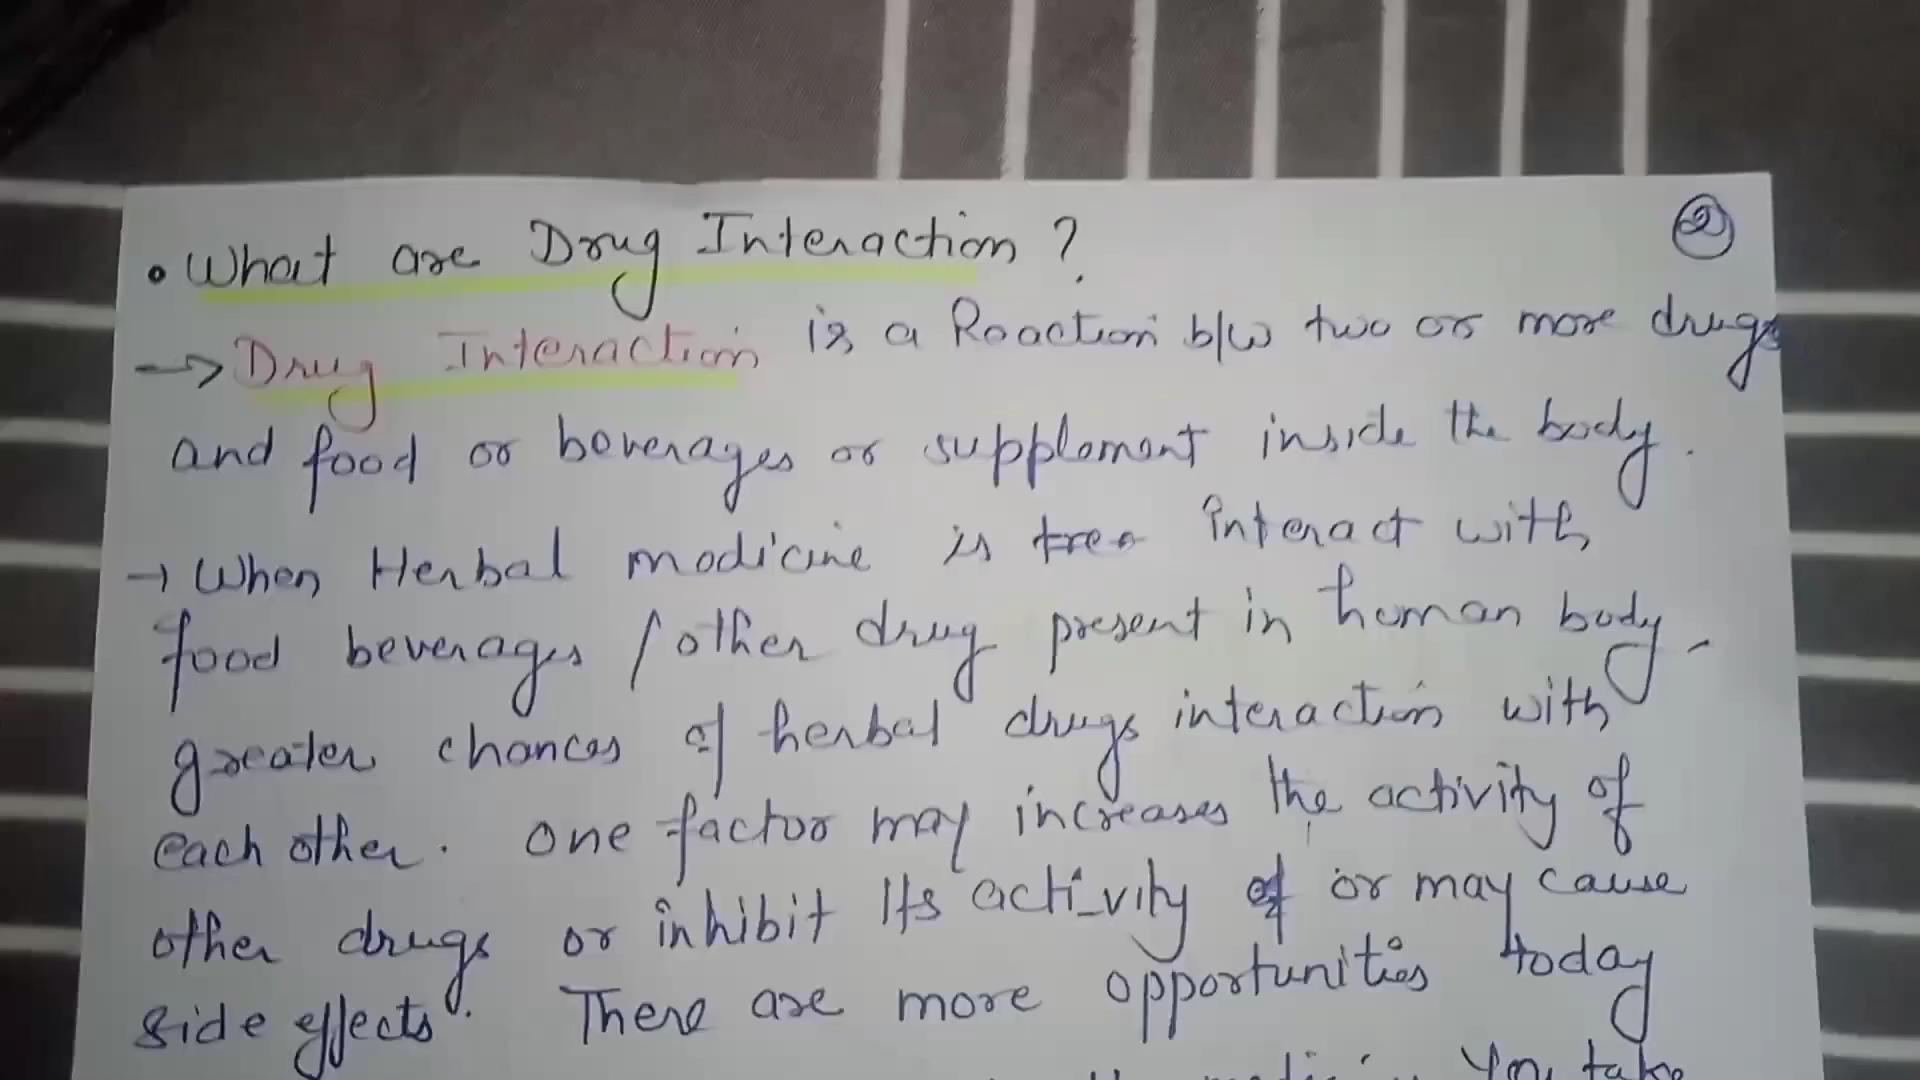 • What are Drug Interaction ?
2
→ Drug Interaction is a Reaction b/w two or more drugs
and food or beverages or supplement inside the body.
→ When Herbal medicine is interact with
food beverages / other drug present in human body,
greater chances of herbal drugs interaction with
each other. One factor may increases the activity of
other drugs or inhibit Its activity or may cause
side effects. There are more opportunities today
You take